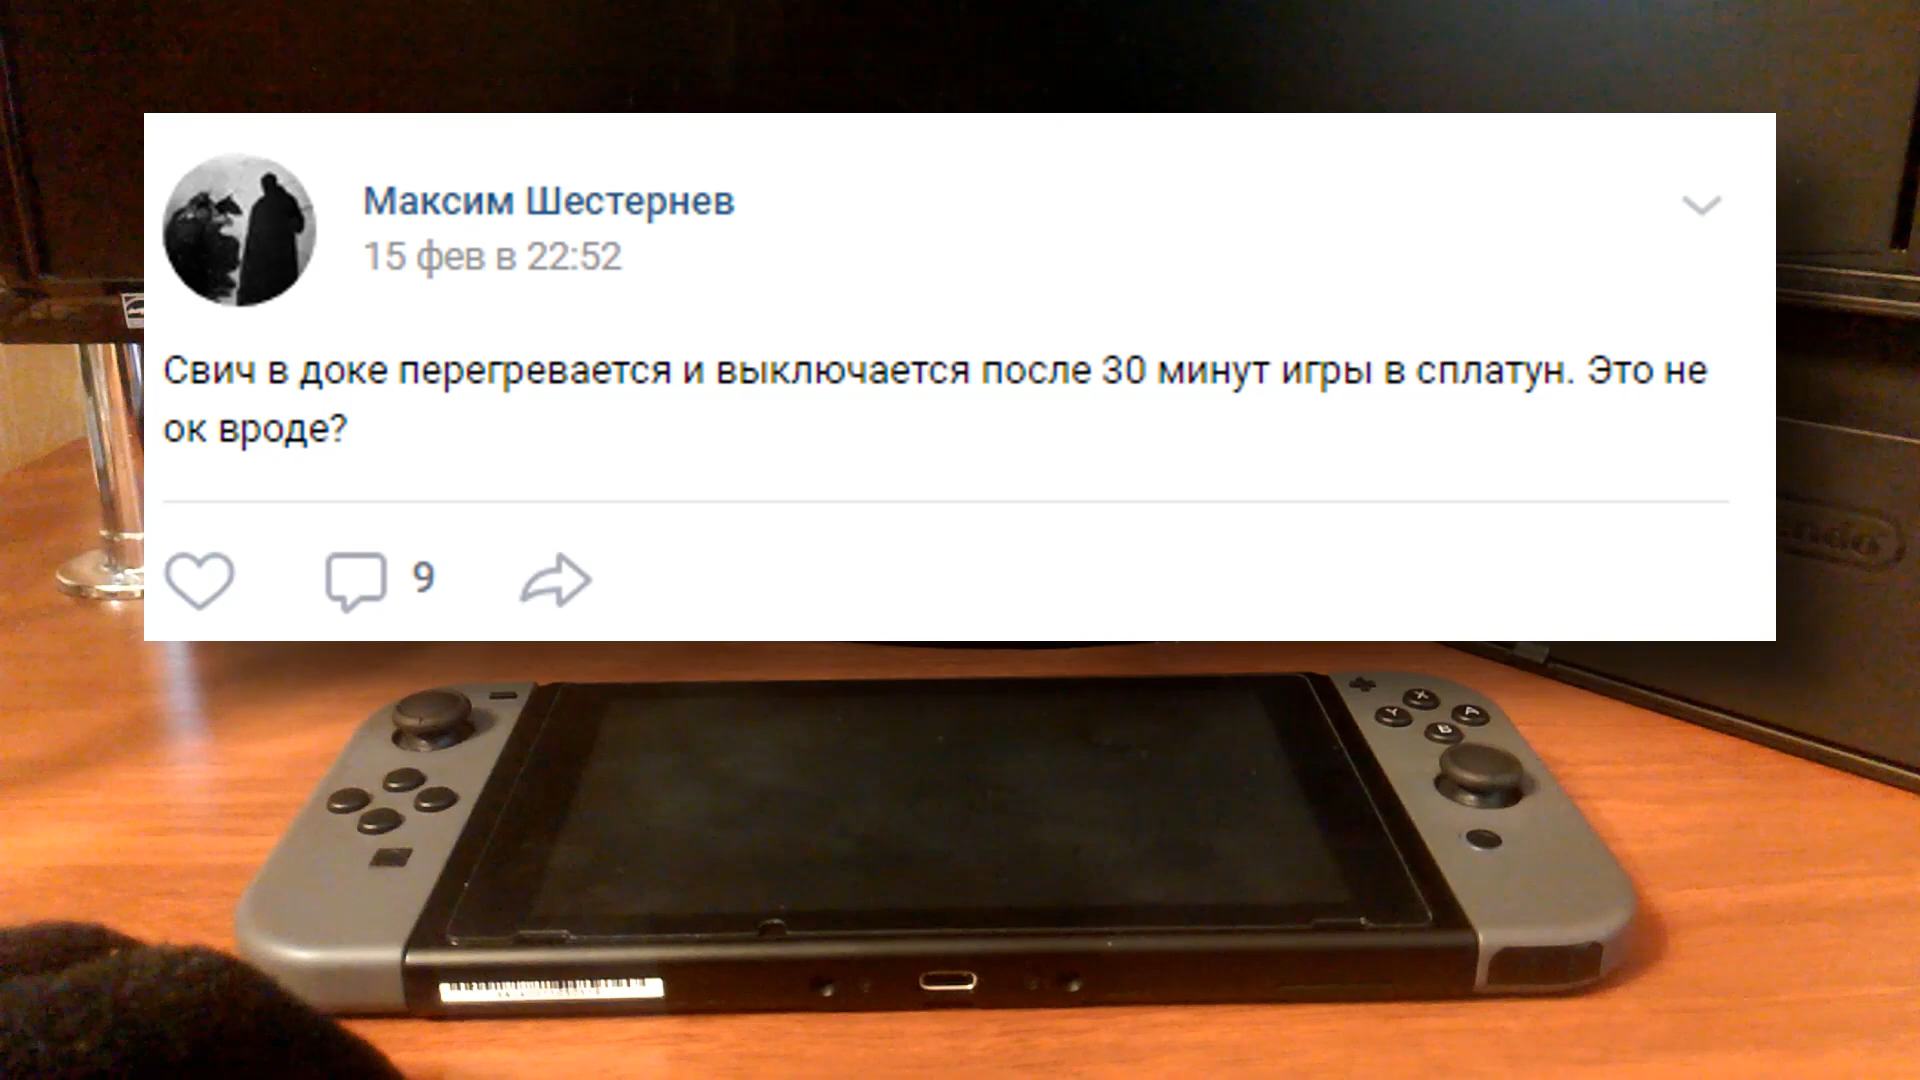 Максим Шестернев
15 фев в 22:52
Свич в доке перегревается и выключается после 30 минут игры в сплатун. Это не
ок вроде?
9
X
Y
A
B